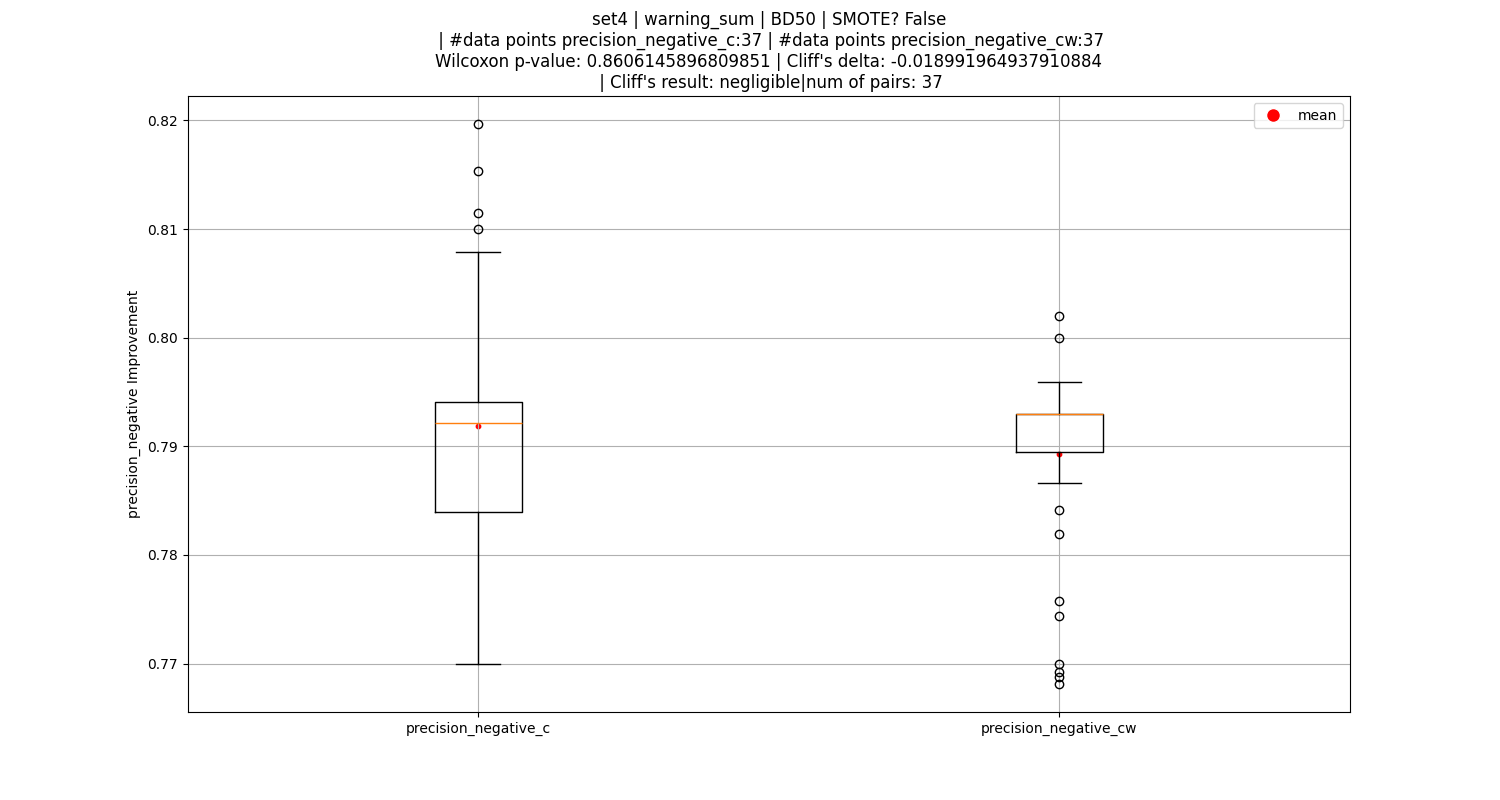 set4 | warning_sum | BD50 | SMOTE? False
| #data points precision_negative_c:37 | #data points precision_negative_cw:37
Wilcoxon p-value: 0.8606145896809851 | Cliff's delta: -0.018991964937910884
| Cliff's result: negligible|num of pairs: 37
mean
precision_negative Improvement
0.82
0.81
0.80
0.79
0.78
0.77
precision_negative_c
precision_negative_cw